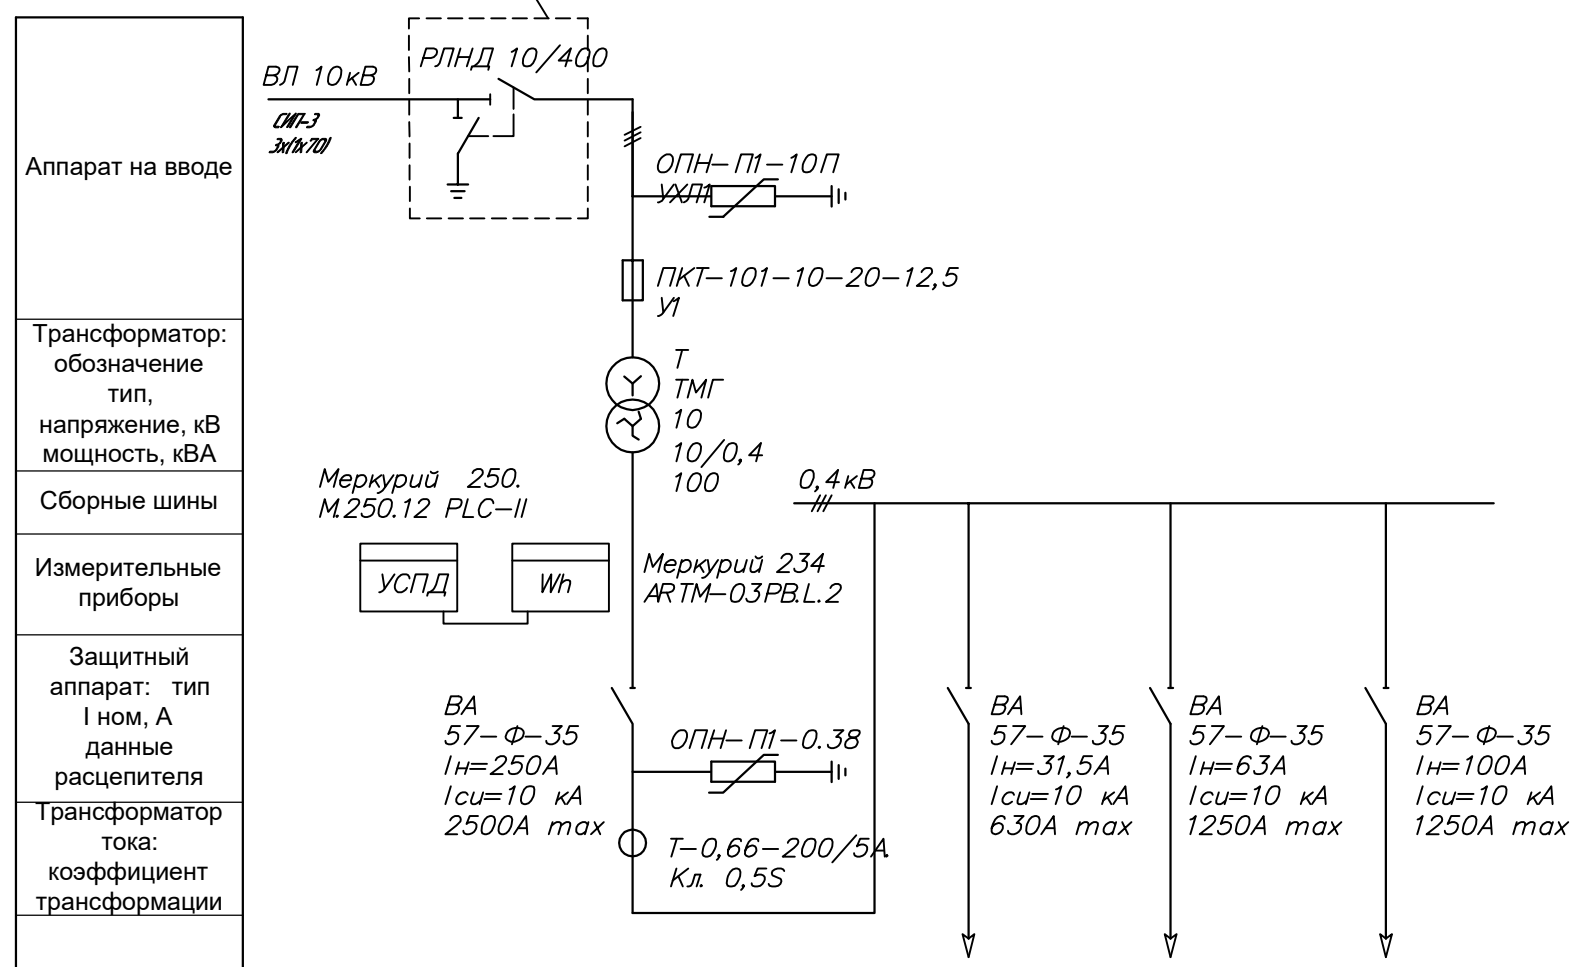 Аппарат на вводе
Трансформатор:
обозначение
тип,
напряжение, кВ
мощность, кВА
Сборные шины
Измерительные
приборы
Защитный
аппарат: тип
I ном, А
данные
расцепителя
Трансформатор
тока:
коэффициент
трансформации
ВЛ 10кВ
СИП-3
3х(1х70)
РЛНД 10/400
ОПН-П1-10П
УХЛ1
ПКТ-101-10-20-12,5
У1
Т
ТМГ
10
10/0,4
100
Меркурий 250.
М.250.12 PLC-II
УСПД
Wh
Меркурий 234
ARTM-03PB.L.2
0,4кВ
ВА
57-Ф-35
Iн=250А
Icu=10 кА
2500А max
ОПН-П1-0.38
Т-0,66-200/5А.
Кл. 0,5S
ВА
57-Ф-35
Iн=31,5А
Icu=10 кА
630А max
ВА
57-Ф-35
Iн=63А
Icu=10 кА
1250А max
ВА
57-Ф-35
Iн=100А
Icu=10 кА
1250А max